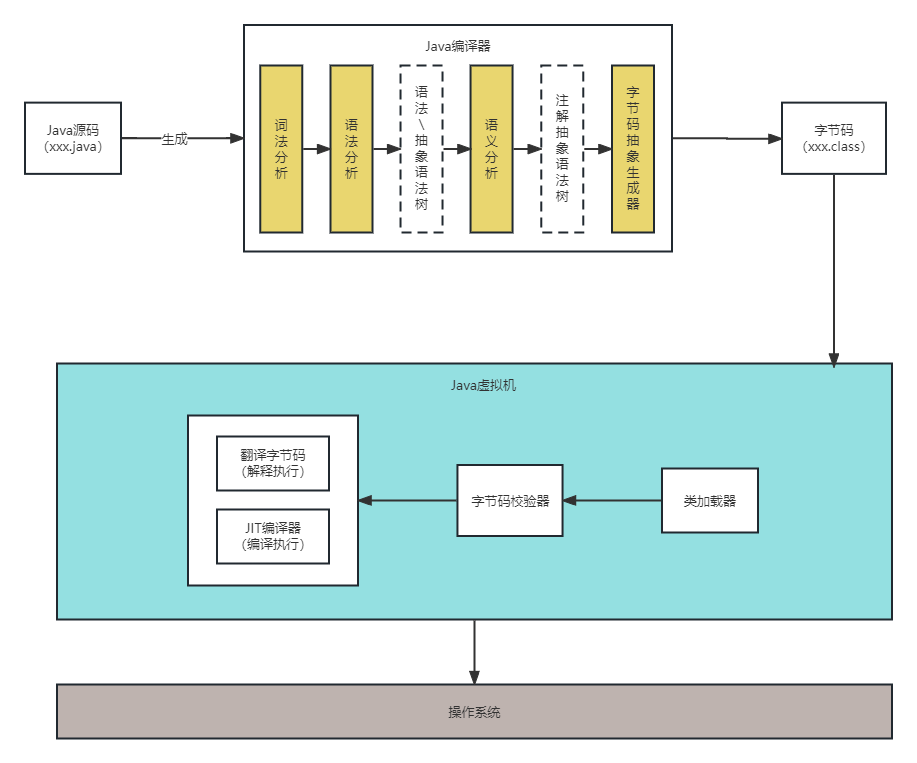 Java编译器
Java源码
(xxx.java)
生成
词法分析
语法分析
语法\抽象语法树
语义分析
注解抽象语法树
字节码抽象生成器
字节码
(xxx.class)
Java虚拟机
翻译字节码
(解释执行)
JIT编译器
(编译执行)
字节码校验器
类加载器
操作系统